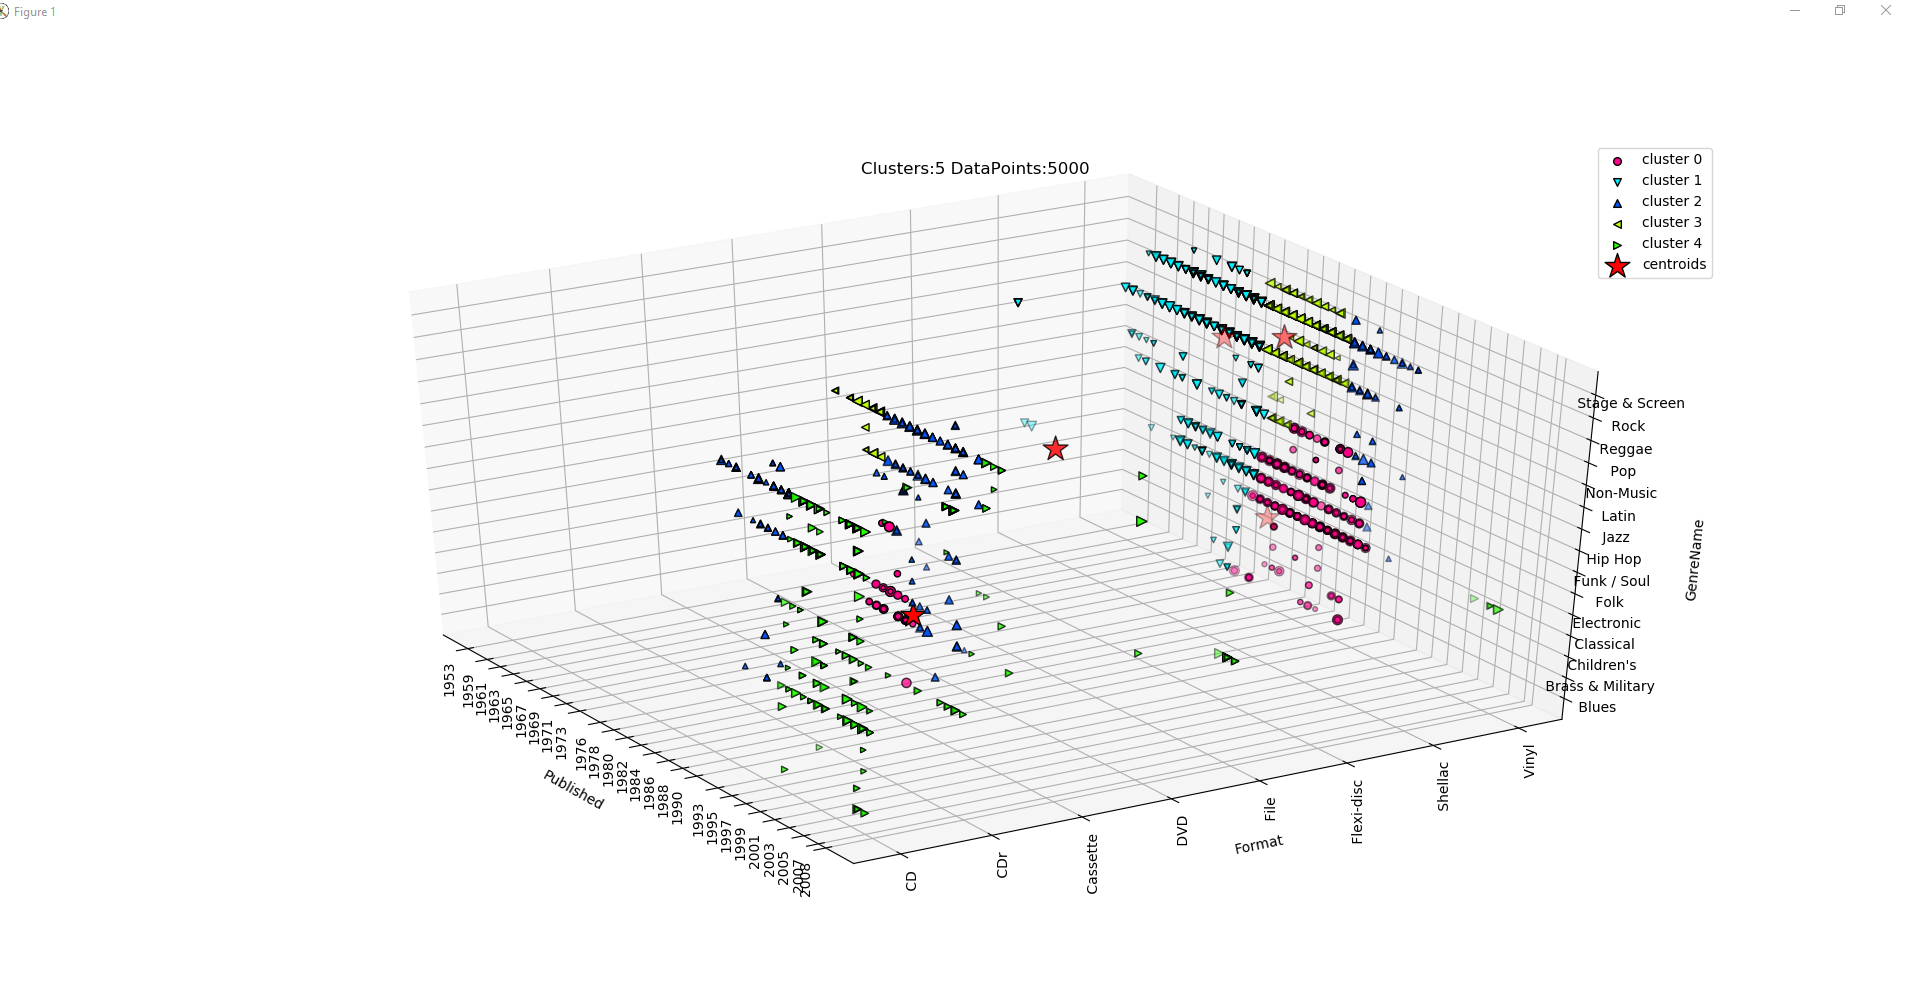 Figure 1
Clusters:5 DataPoints:5000
cluster 0
cluster 1
cluster 2
cluster 3
cluster 4
centroids
Stage & Screen
Rock
Reggae
Pop
Non-Music
Latin
Jazz
Hip Hop
Funk / Soul
Folk
Electronic
Classical
Children's
Brass & Military
Blues
GenreName
1953
1959
1961
1963
1965
1967
1969
1971
1973
1976
1978
1980
1982
1984
1986
1988
1990
1993
1995
1997
1999
2001
2003
2005
2007
2008
Published
CD
CDr
Cassette
DVD
File
Flexi-disc
Shellac
Vinyl
Format